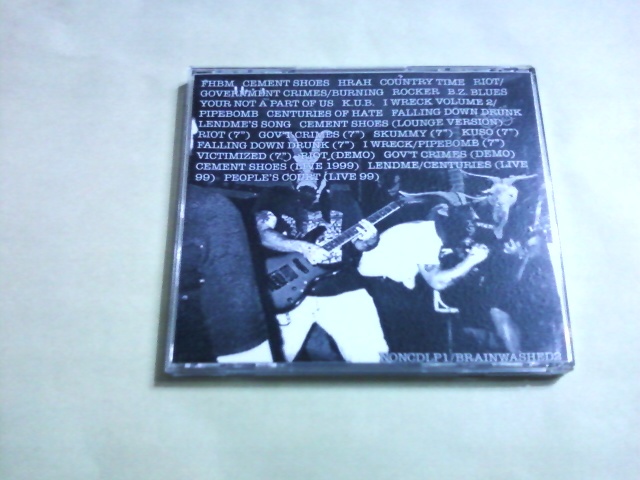 FHBM CEMENT SHOES HRAH COUNTRY TIME RIOT/
GOVERNMENT CRIMES/BURNING ROCKER B.Z. BLUES
YOUR NOT A PART OF US K.U.B. I WRECK VOLUME 2/
PIPEBOMB CENTURIES OF HATE FALLING DOWN DRUNK
LENDME'S SONG CEMENT SHOES (LOUNGE VERSION)
RIOT (7") GOV'T CRIMES (7") SKUMMY (7") KUSO (7")
FALLING DOWN DRUNK (7") I WRECK/PIPEBOMB (7")
VICTIMIZED (7") RIOT (DEMO) GOV'T CRIMES (DEMO)
CEMENT SHOES (LIVE 1999) LENDME/CENTURIES (LIVE
99) PEOPLE'S COURT (LIVE 99)
NONCDLP1/BRAINWASHED2